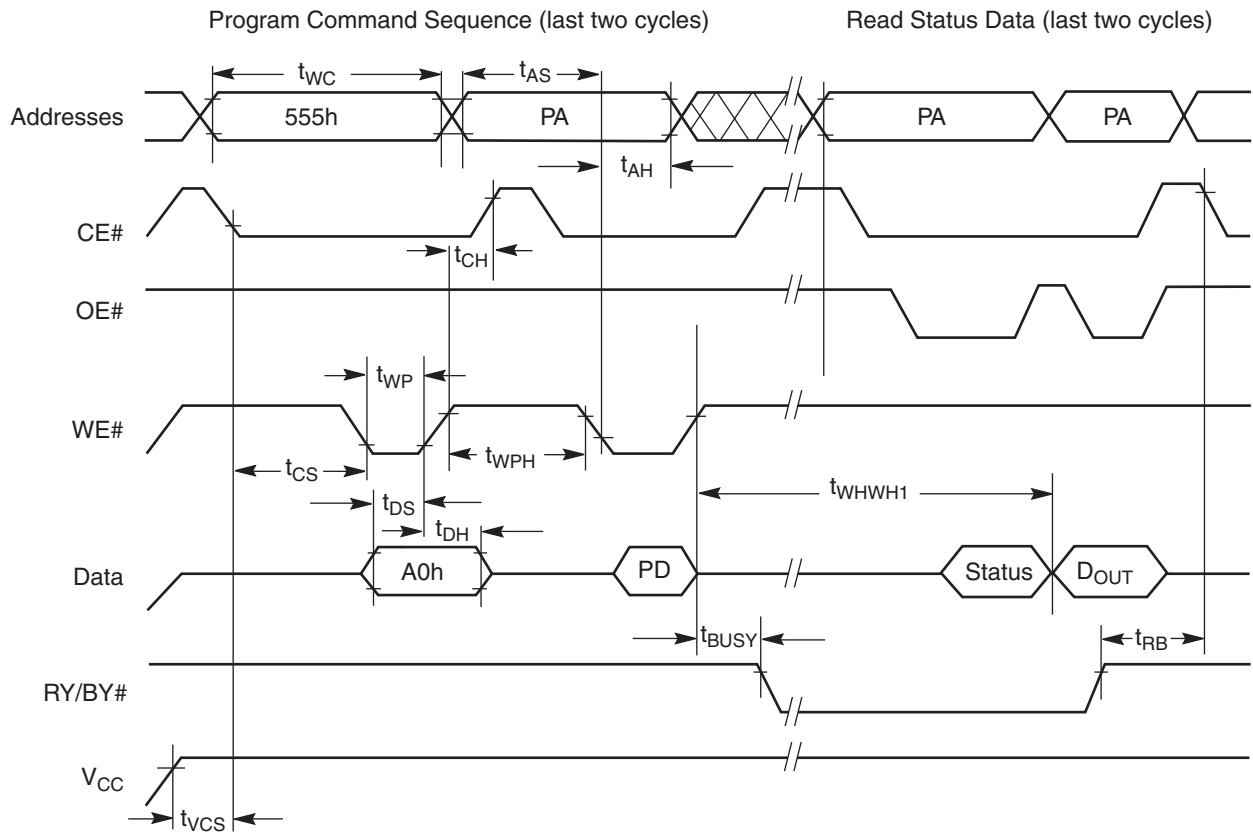 Program Command Sequence (last two cycles)
Read Status Data (last two cycles)
tWC
tAS
Addresses
555h
PA
PA
PA
tAH
CE#
tCH
OE#
tWP
WE#
tWPH
tCS
tWHWH1
tDS
tDH
Data
A0h
PD
Status
DOUT
tBUSY
tRB
RY/BY#
VCC
tVCS